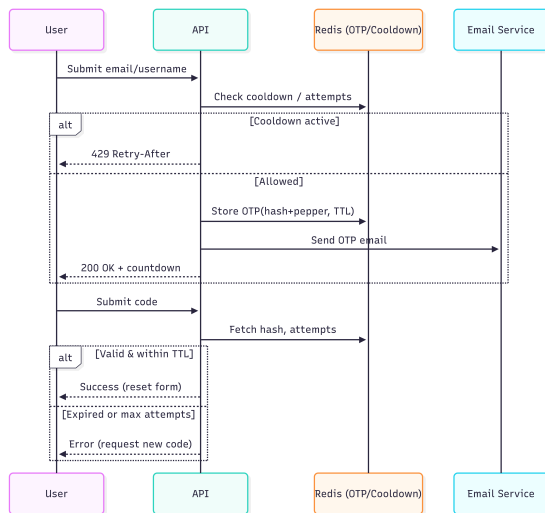 User
API
Redis (OTP/Cooldown)
Email Service
Submit email/username
Check cooldown / attempts
alt
[Cooldown active]
429 Retry-After
[Allowed]
Store OTP(hash+pepper, TTL)
Send OTP email
200 OK + countdown
Submit code
Fetch hash, attempts
alt
[Valid & within TTL]
Success (reset form)
[Expired or max attempts]
Error (request new code)
User
API
Redis (OTP/Cooldown)
Email Service